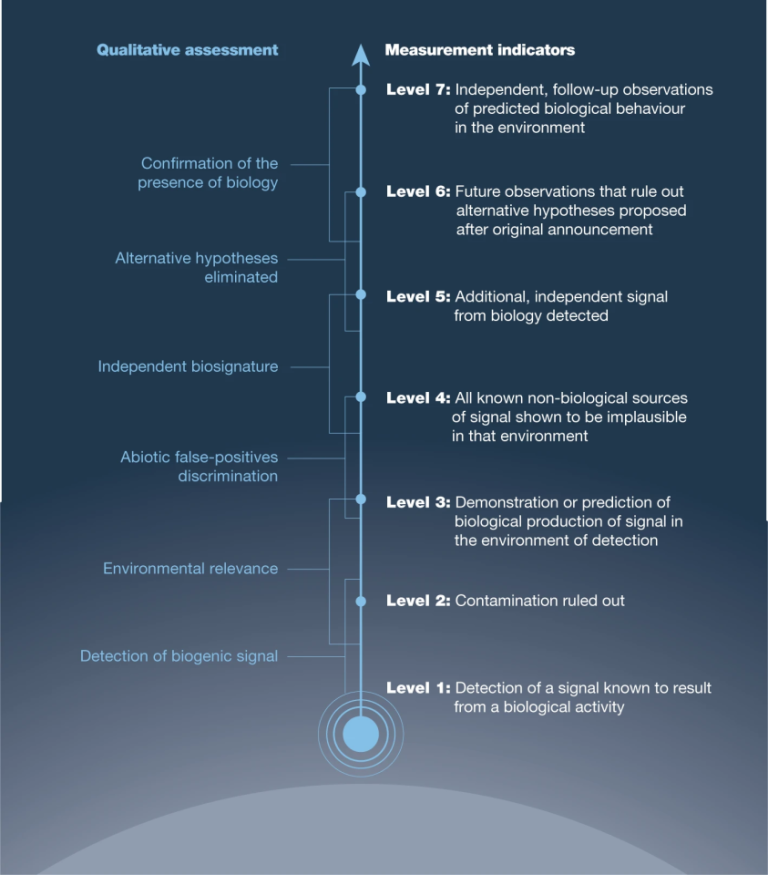 Qualitative assessment
Measurement indicators
Level 7: Independent, follow-up observations
of predicted biological behaviour
in the environment
Confirmation of the
presence of biology
Level 6: Future observations that rule out
alternative hypotheses proposed
after original announcement
Alternative hypotheses
eliminated
Level 5: Additional, independent signal
from biology detected
Independent biosignature
Level 4: All known non-biological sources
of signal shown to be implausible
in that environment
Abiotic false-positives
discrimination
Level 3: Demonstration or prediction of
biological production of signal in
the environment of detection
Environmental relevance
Level 2: Contamination ruled out
Detection of biogenic signal
Level 1: Detection of a signal known to result
from a biological activity